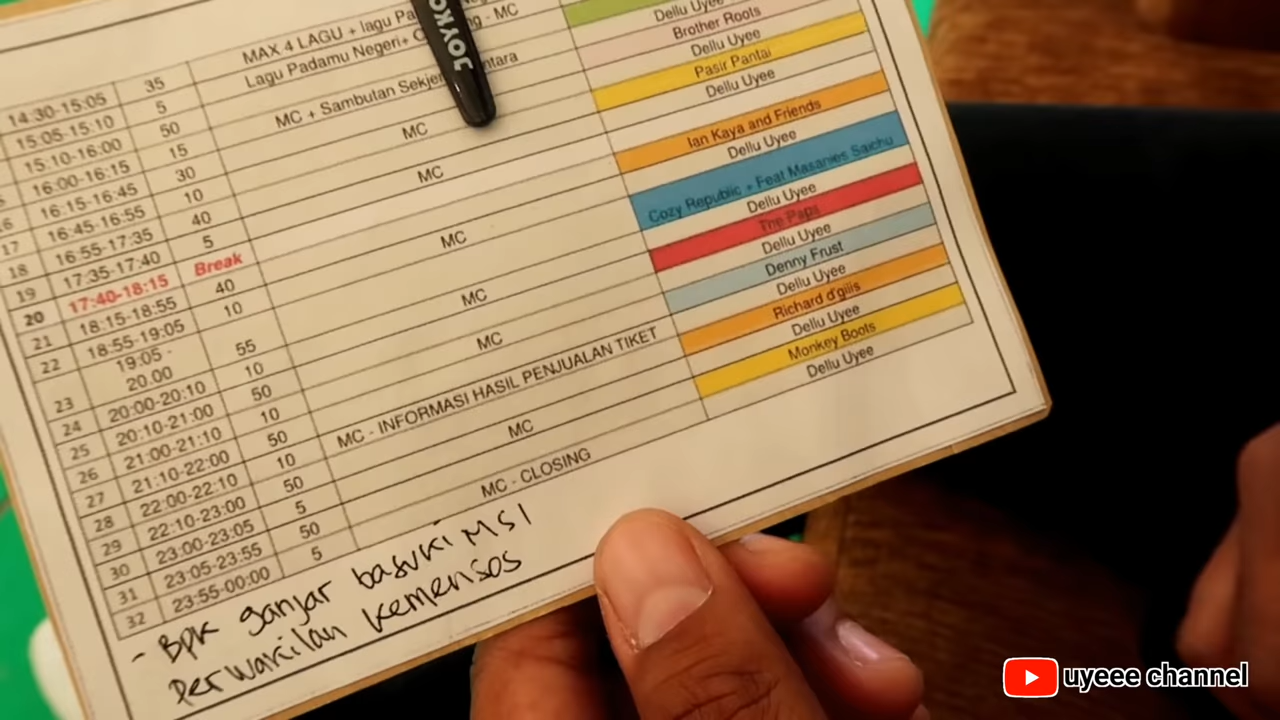 MAX 4 LAGU + lagu
14:30-15:05 35 Lagu Padamu Negeri+ - MC
15:05-15:10 5
15:10-16:00 50
16:00-16:15 15 MC + Sambutan Dellu Uyee
16:15-16:45 30 Brother Roots
17 16:45-16:55 10 MC Dellu Uyee
18 16:55-17:35 40 Pasir Pantai
19 17:35-17:40 5 MC Dellu Uyee
20 17:40-18:15 Break
21 18:15-18:55 40 Ian Kaya and Friends
22 18:55-19:05 10 MC Dellu Uyee
23 19:05 - 20.00 55 Cozy Republic + Feat Masanies Saichu
24 20:00-20:10 10 MC Dellu Uyee
25 20:10-21:00 50 The Paps
26 21:00-21:10 10 MC Dellu Uyee
27 21:10-22:00 50 Denny Frust
28 22:00-22:10 10 MC - INFORMASI HASIL PENJUALAN TIKET Dellu Uyee
29 22:10-23:00 50 Richard d'gilis
30 23:00-23:05 5 MC Dellu Uyee
31 23:05-23:55 50 Monkey Boots
32 23:55-00:00 5 MC - CLOSING Dellu Uyee
- BPK ganjar basuki MSI
perwakilan Kemensos
uyeee channel